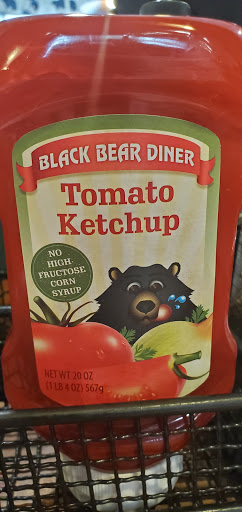 BLACK BEAR DINER
Tomato
Ketchup
NO
HIGH
FRUCTOSE
CORN
SYRUP
NET WT 20 OZ
(1 LB 4 OZ) 567g